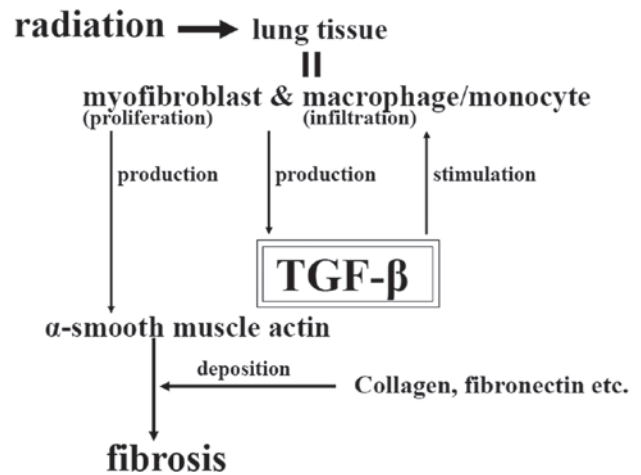 radiation lung tissue
myofibroblast & macrophage/monocyte
(proliferation) (infiltration)
production production stimulation
TGF-β
α-smooth muscle actin
deposition
Collagen, fibronectin etc.
fibrosis